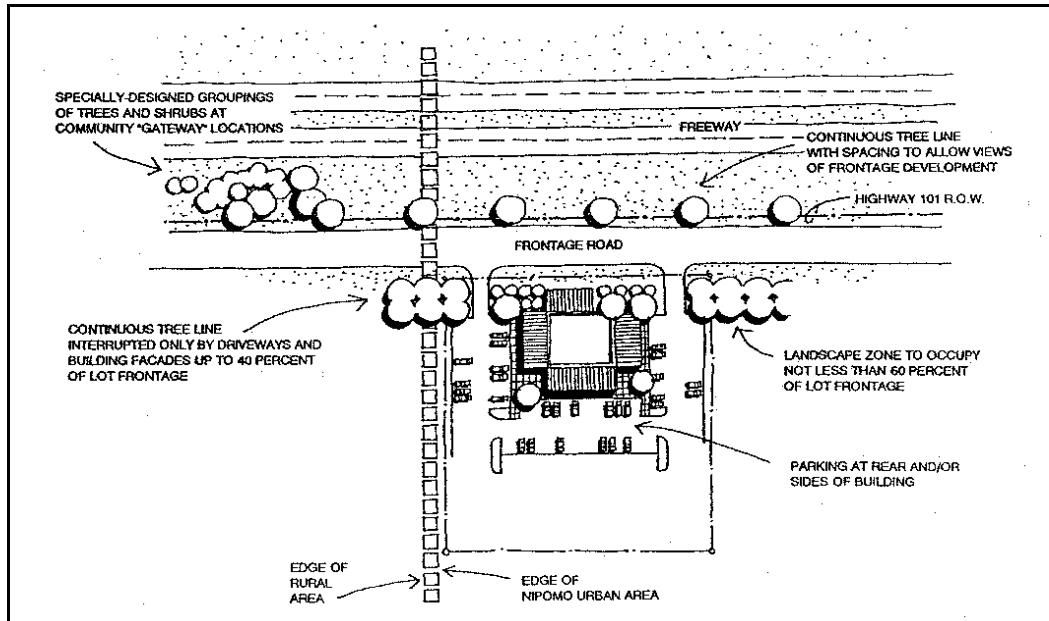 SPECIALLY-DESIGNED GROUPINGS
OF TREES AND SHRUBS AT
COMMUNITY "GATEWAY" LOCATIONS
FREEWAY
CONTINUOUS TREE LINE
WITH SPACING TO ALLOW VIEWS
OF FRONTAGE DEVELOPMENT
HIGHWAY 101 R.O.W.
FRONTAGE ROAD
CONTINUOUS TREE LINE
INTERRUPTED ONLY BY DRIVEWAYS AND
BUILDING FACADES UP TO 40 PERCENT
OF LOT FRONTAGE
LANDSCAPE ZONE TO OCCUPY
NOT LESS THAN 60 PERCENT
OF LOT FRONTAGE
PARKING AT REAR AND/OR
SIDES OF BUILDING
EDGE OF
RURAL
AREA
EDGE OF
NIPOMO URBAN AREA